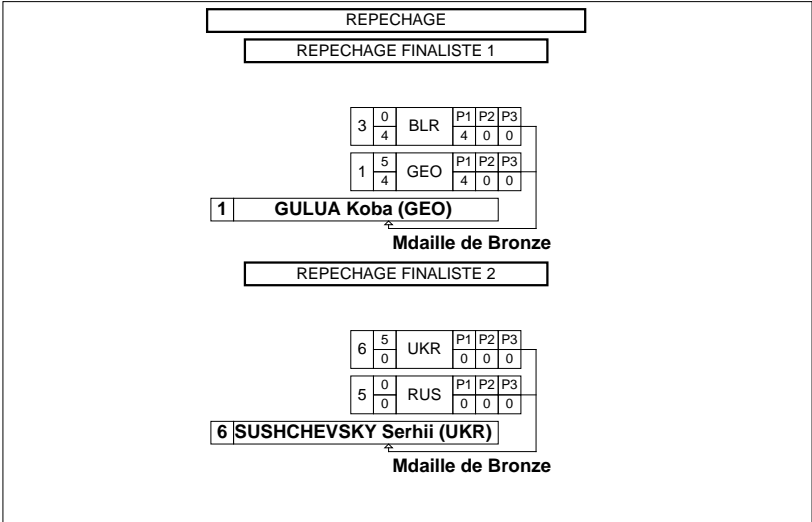 REPECHAGE
REPECHAGE FINALISTE 1
3 0 4 BLR P1 P2 P3 4 0 0
1 5 4 GEO P1 P2 P3 4 0 0
1 GULUA Koba (GEO)
Mdaille de Bronze
REPECHAGE FINALISTE 2
6 5 0 UKR P1 P2 P3 0 0 0
5 0 0 RUS P1 P2 P3 0 0 0
6 SUSHCHEVSKY Serhii (UKR)
Mdaille de Bronze